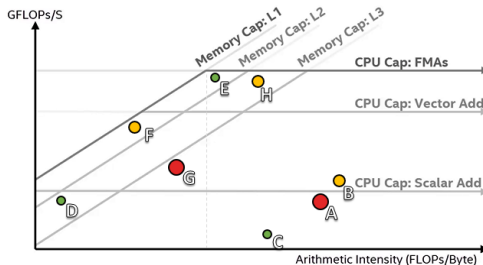 GFLOPs/S
Memory Cap: L1
Memory Cap: L2
Memory Cap: L3
CPU Cap: FMAs
E
H
CPU Cap: Vector Add
F
G
CPU Cap: Scalar Add
B
D
A
C
Arithmetic Intensity (FLOPs/Byte)